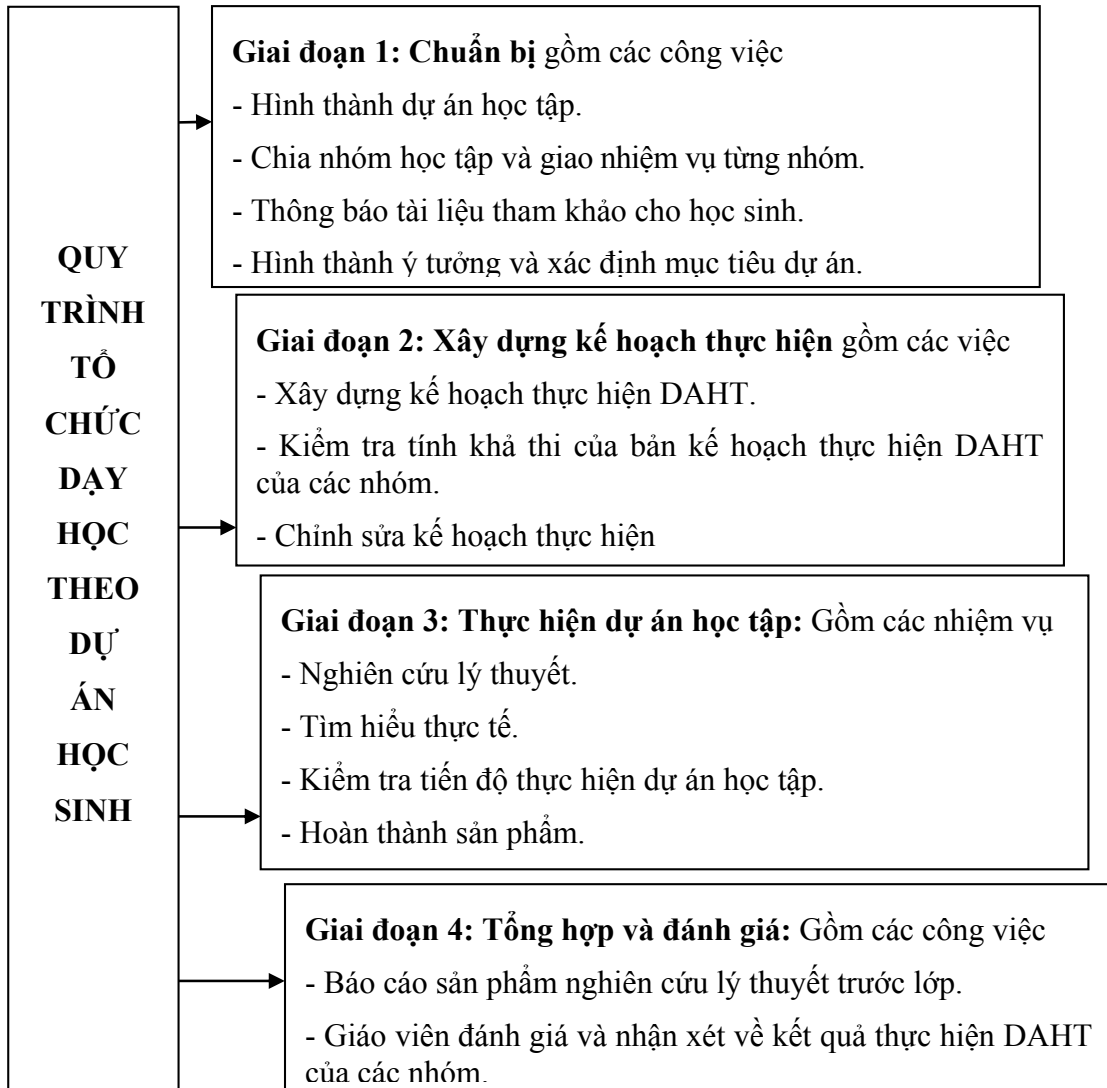 QUY
TRÌNH
TỔ
CHỨC
DẠY
HỌC
THEO
DỰ
ÁN
HỌC
SINH
Giai đoạn 1: Chuẩn bị gồm các công việc
- Hình thành dự án học tập.
- Chia nhóm học tập và giao nhiệm vụ từng nhóm.
- Thông báo tài liệu tham khảo cho học sinh.
- Hình thành ý tưởng và xác định mục tiêu dự án.
Giai đoạn 2: Xây dựng kế hoạch thực hiện gồm các việc
- Xây dựng kế hoạch thực hiện DAHT.
- Kiểm tra tính khả thi của bản kế hoạch thực hiện DAHT
của các nhóm.
- Chỉnh sửa kế hoạch thực hiện
Giai đoạn 3: Thực hiện dự án học tập: Gồm các nhiệm vụ
- Nghiên cứu lý thuyết.
- Tìm hiểu thực tế.
- Kiểm tra tiến độ thực hiện dự án học tập.
- Hoàn thành sản phẩm.
Giai đoạn 4: Tổng hợp và đánh giá: Gồm các công việc
- Báo cáo sản phẩm nghiên cứu lý thuyết trước lớp.
- Giáo viên đánh giá và nhận xét về kết quả thực hiện DAHT
của các nhóm.